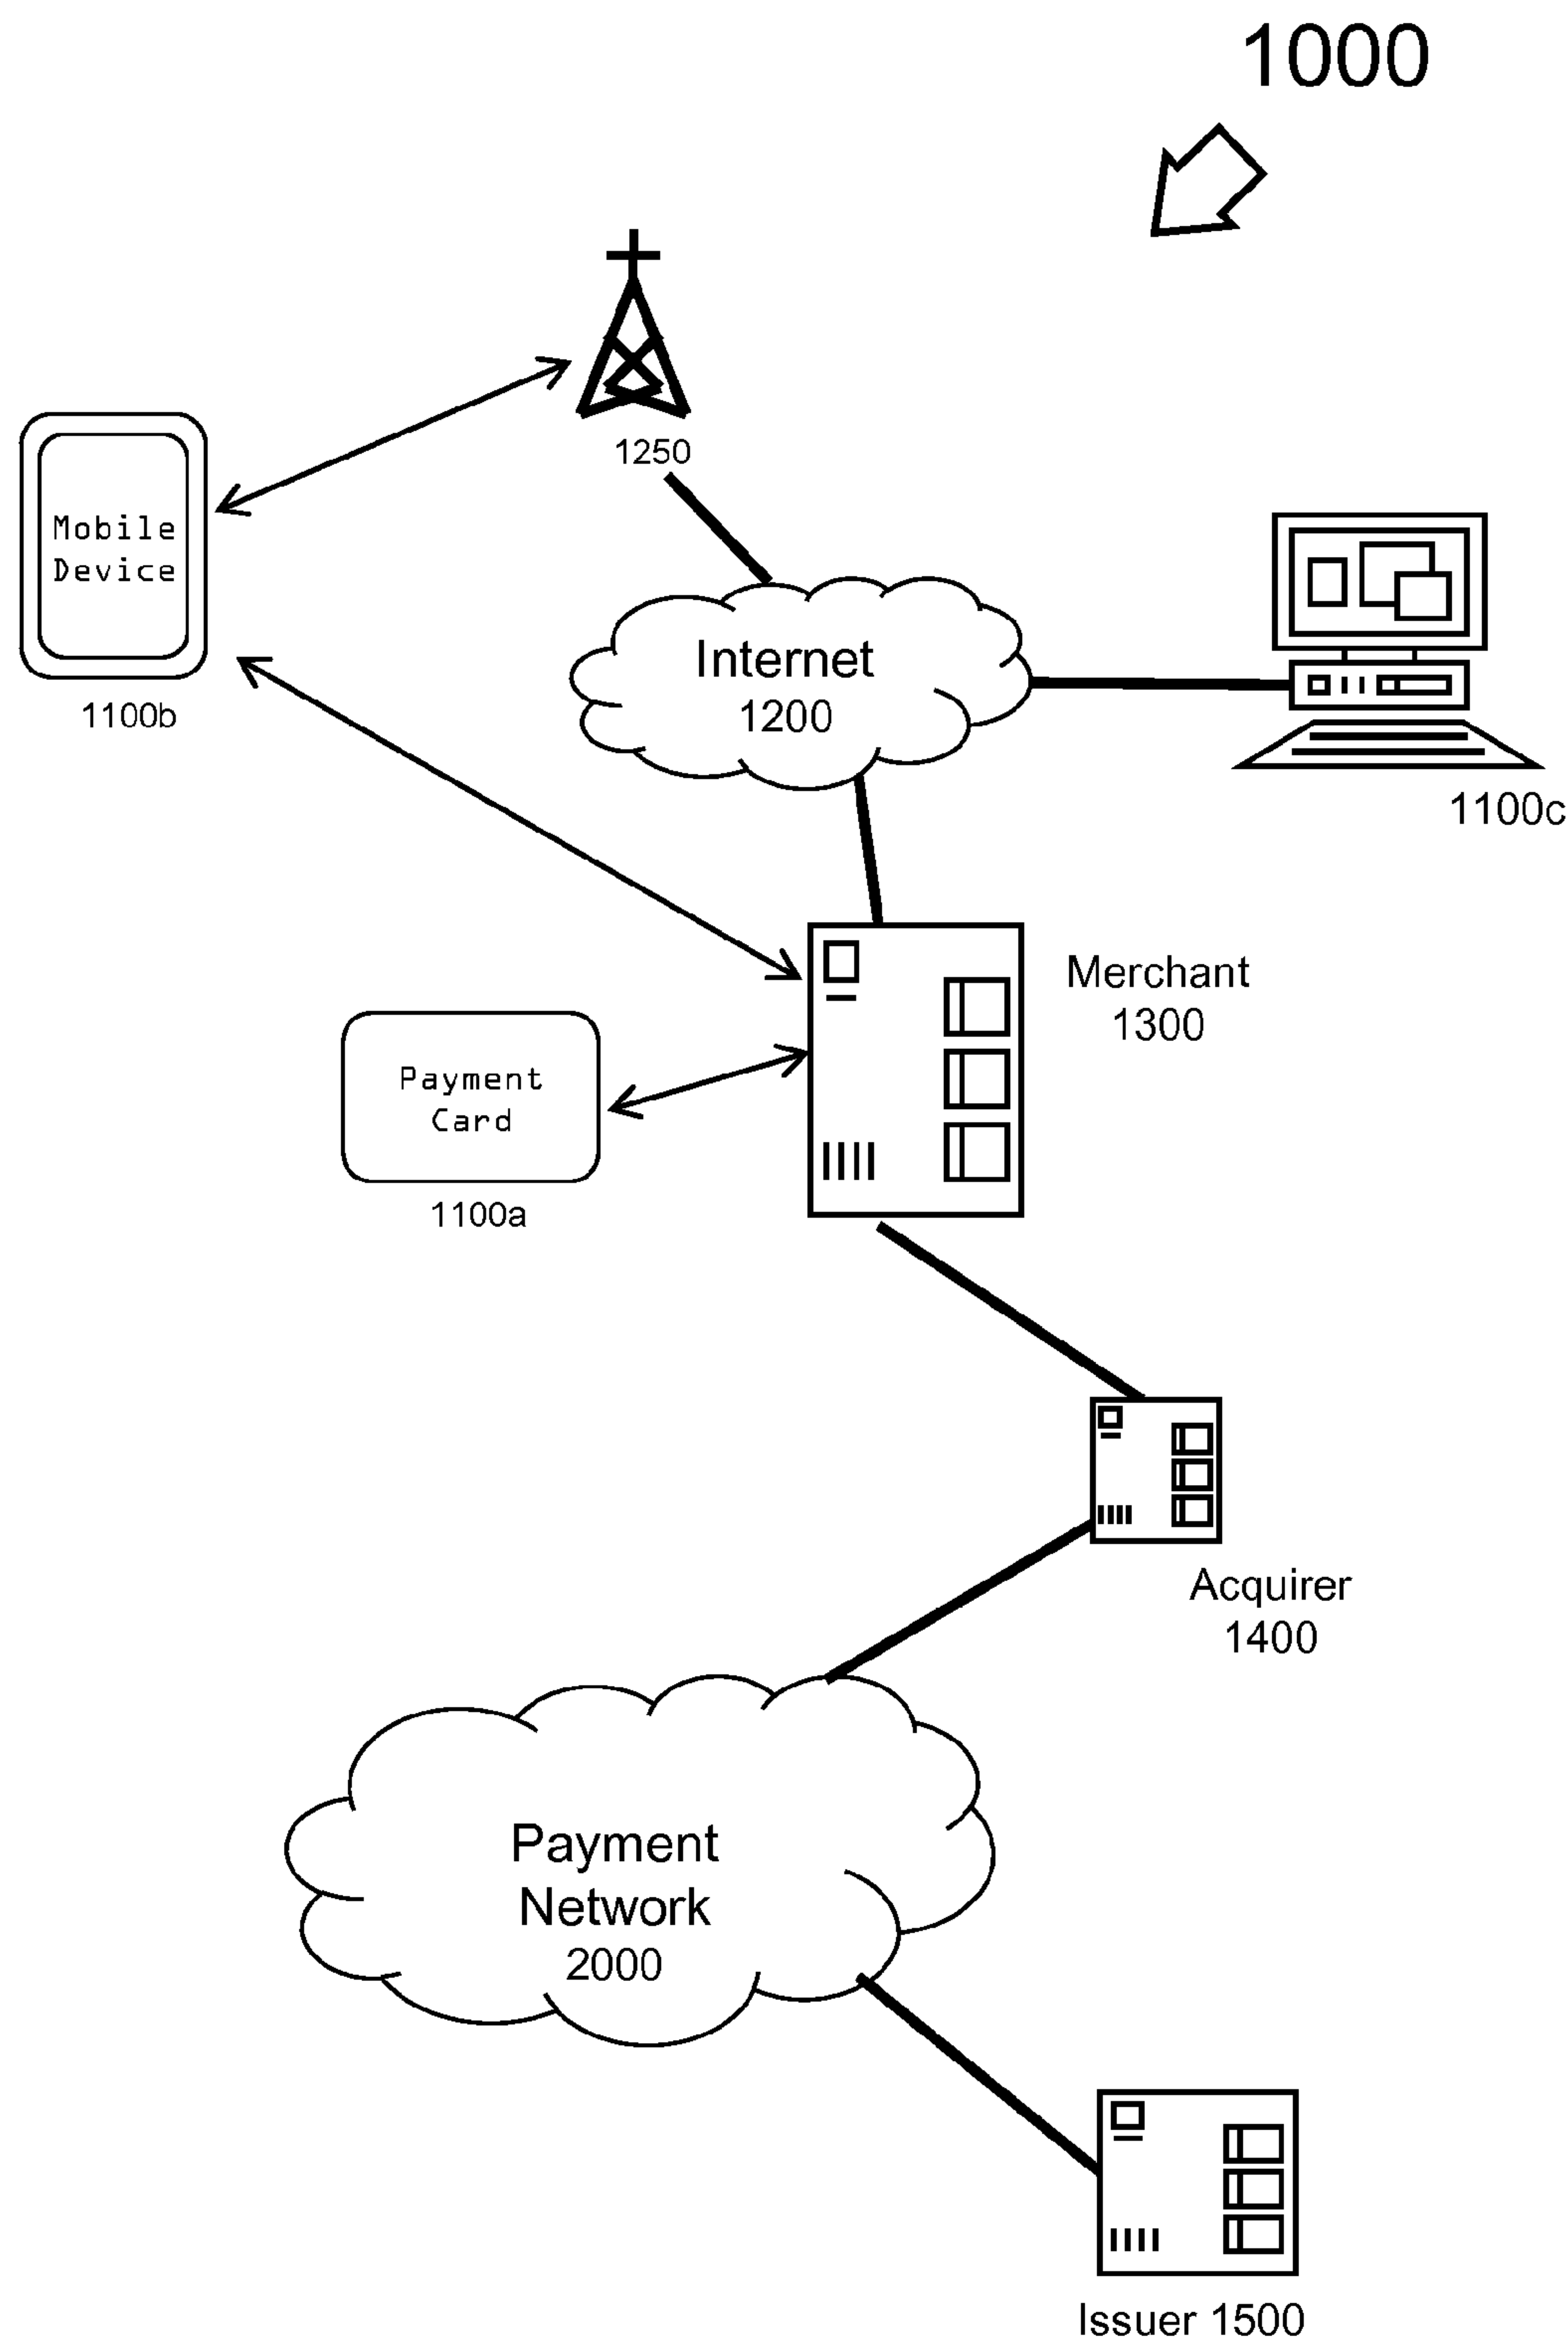 1000
1250
Mobile
Device
1100b
Internet
1200
1100c
Merchant
1300
Payment
Card
1100a
Acquirer
1400
Payment
Network
2000
Issuer 1500